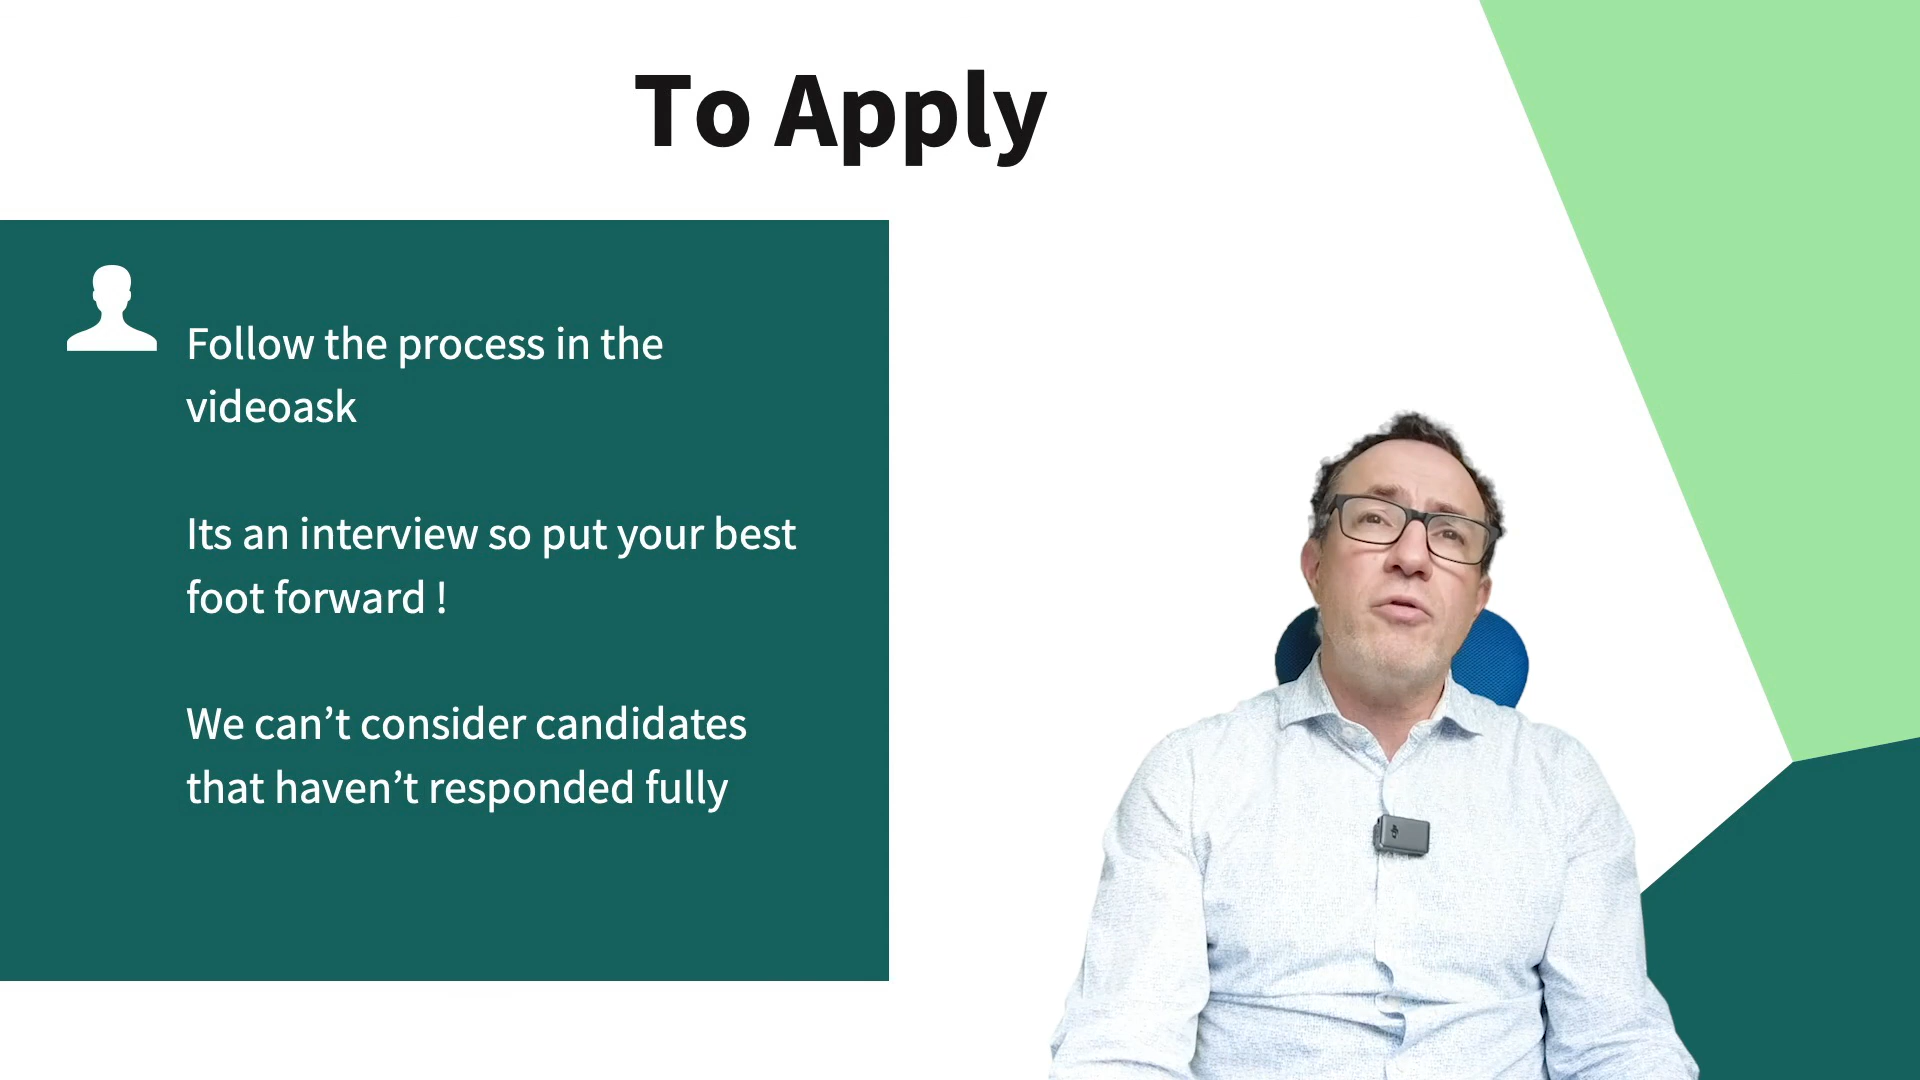 To Apply
Follow the process in the
videoask
Its an interview so put your best
foot forward !
We can’t consider candidates
that haven’t responded fully